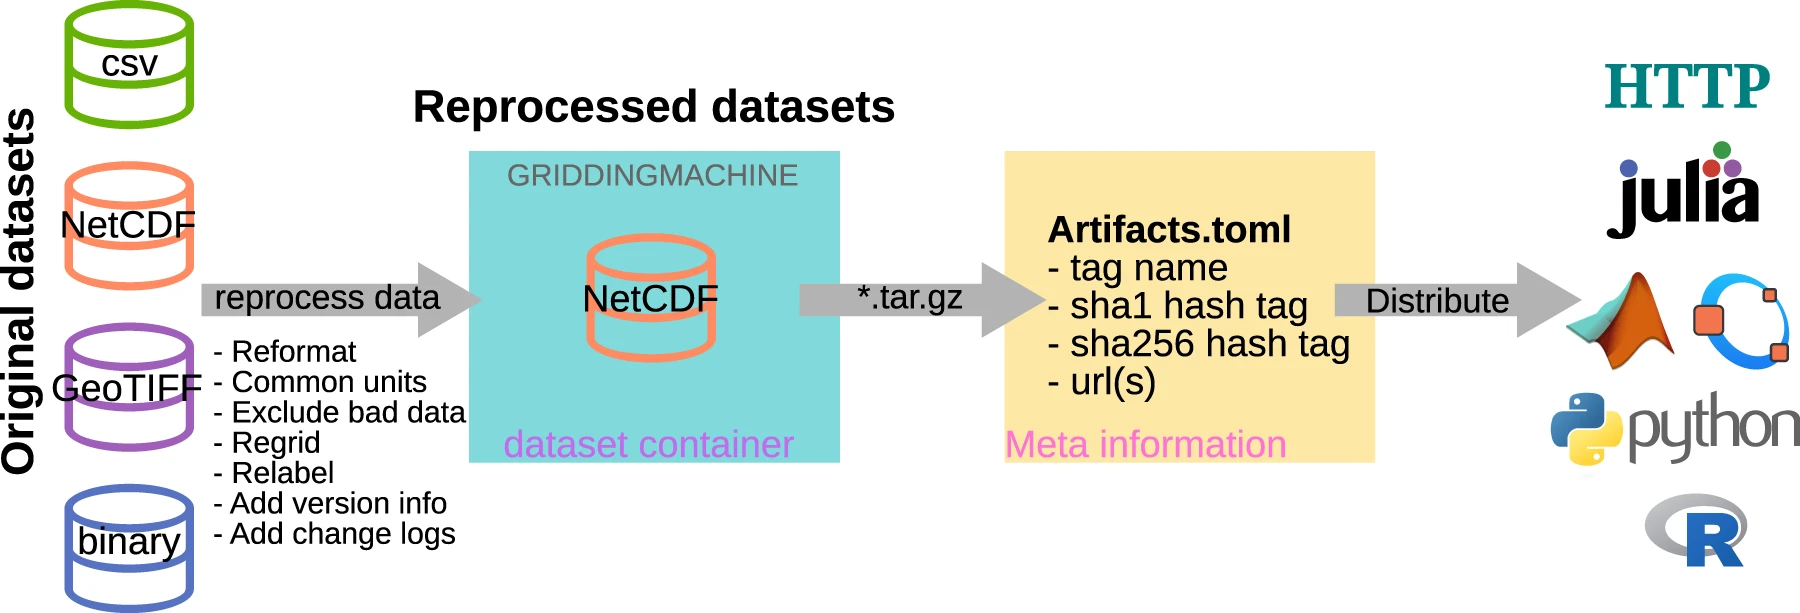 Original datasets
csv
NetCDF
GeoTIFF
binary
reprocess data
- Reformat
- Common units
- Exclude bad data
- Regrid
- Relabel
- Add version info
- Add change logs
Reprocessed datasets
GRIDDINGMACHINE
NetCDF
dataset container
*.tar.gz
Artifacts.toml
- tag name
- sha1 hash tag
- sha256 hash tag
- url(s)
Meta information
Distribute
HTTP
julia
python
R